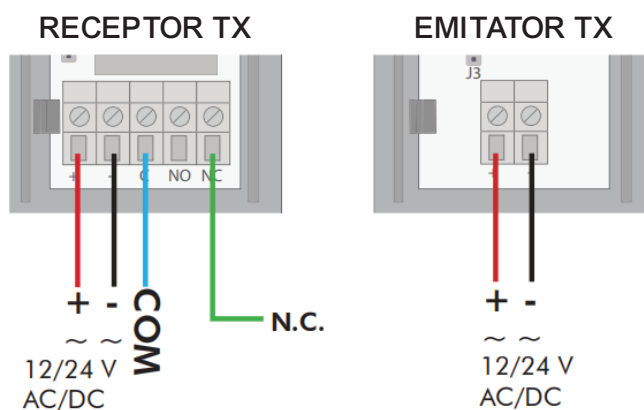 RECEPTOR TX
+ - C NO NC
+ - COM
N.C.
~ ~
12/24 V
AC/DC
EMITATOR TX
J3
+ -
+ -
~ ~
12/24 V
AC/DC